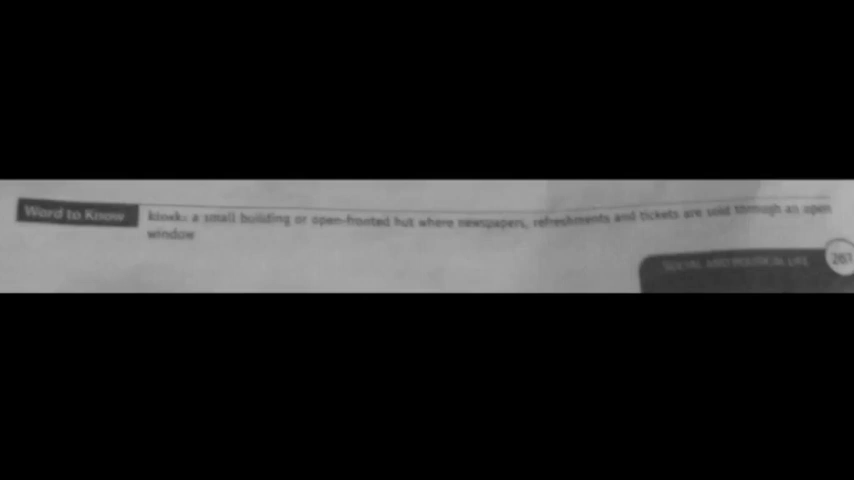 Word to Know
kiosk: a small building or open-fronted hut where newspapers, refreshments and tickets are sold through an open
window
SOCIAL AND POLITICAL LIFE
261